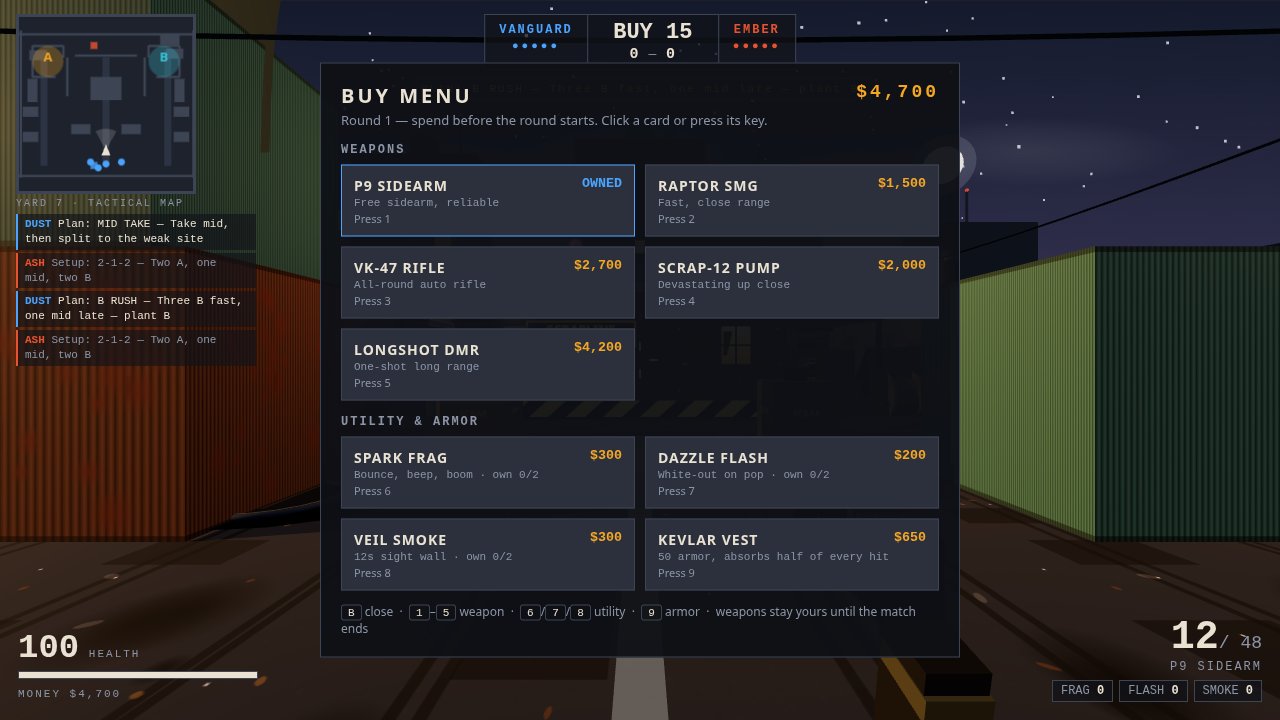 A
B
YARD 7 · TACTICAL MAP
DUST Plan: MID TAKE — Take mid,
then split to the weak site
ASH Setup: 2-1-2 — Two A, one
mid, two B
DUST Plan: B RUSH — Three B fast,
one mid late — plant B
ASH Setup: 2-1-2 — Two A, one
mid, two B
VANGUARD
BUY 15
0 — 0
EMBER
BUY MENU
$4,700
Round 1 — spend before the round starts. Click a card or press its key.
WEAPONS
P9 SIDEARM
OWNED
Free sidearm, reliable
Press 1
RAPTOR SMG
$1,500
Fast, close range
Press 2
VK-47 RIFLE
$2,700
All-round auto rifle
Press 3
SCRAP-12 PUMP
$2,000
Devastating up close
Press 4
LONGSHOT DMR
$4,200
One-shot long range
Press 5
UTILITY & ARMOR
SPARK FRAG
$300
Bounce, beep, boom · own 0/2
Press 6
DAZZLE FLASH
$200
White-out on pop · own 0/2
Press 7
VEIL SMOKE
$300
12s sight wall · own 0/2
Press 8
KEVLAR VEST
$650
50 armor, absorbs half of every hit
Press 9
B close · 1–5 weapon · 6/7/8 utility · 9 armor · weapons stay yours until the match
ends
100 HEALTH
MONEY $4,700
12 / 48
P9 SIDEARM
FRAG 0
FLASH 0
SMOKE 0